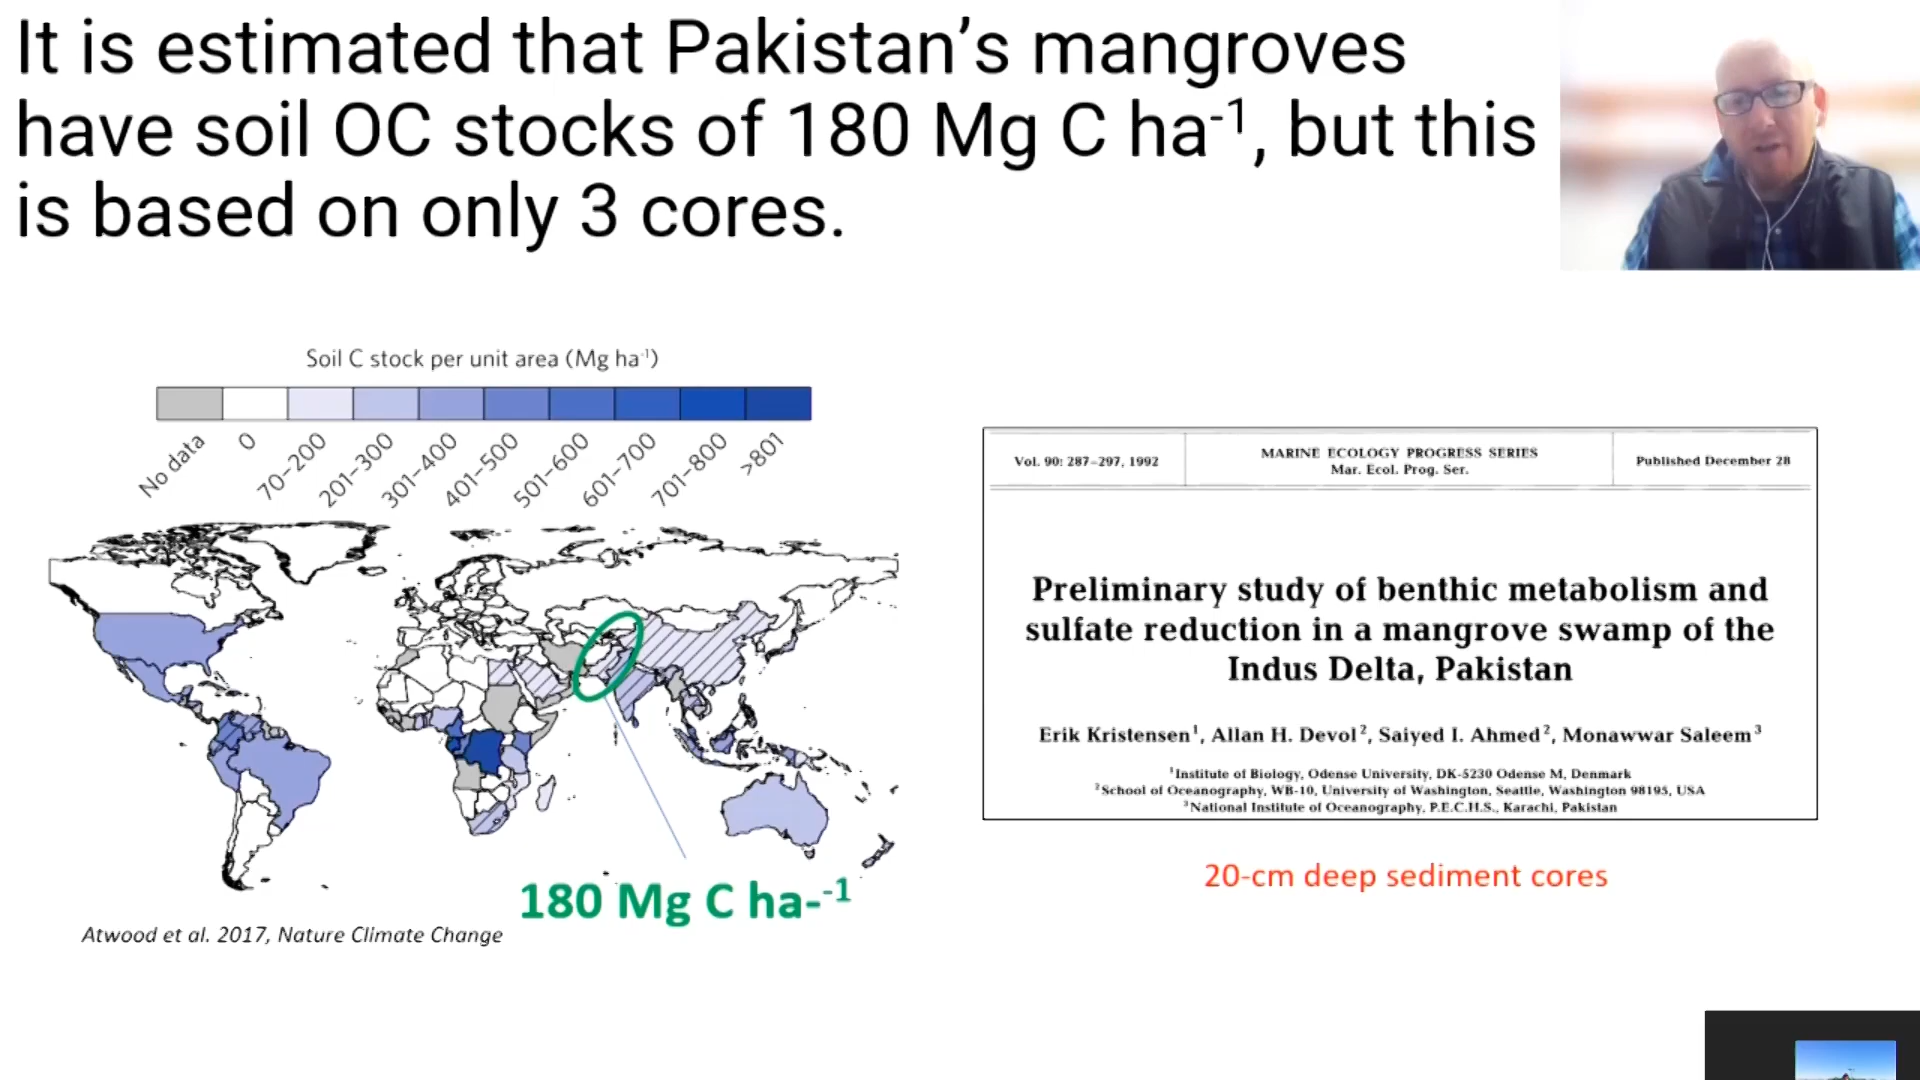 It is estimated that Pakistan’s mangroves
have soil OC stocks of 180 Mg C ha-1, but this
is based on only 3 cores.
Soil C stock per unit area (Mg ha-1)
No data
0
70–200
201–300
301–400
401–500
501–600
601–700
701–800
>801
180 Mg C ha--1
Atwood et al. 2017, Nature Climate Change
Vol. 90: 287–297, 1992
MARINE ECOLOGY PROGRESS SERIES
Mar. Ecol. Prog. Ser.
Published December 28
Preliminary study of benthic metabolism and
sulfate reduction in a mangrove swamp of the
Indus Delta, Pakistan
Erik Kristensen1, Allan H. Devol2, Saiyed I. Ahmed2, Monawwar Saleem3
1Institute of Biology, Odense University, DK-5230 Odense M, Denmark
2School of Oceanography, WB-10, University of Washington, Seattle, Washington 98195, USA
3National Institute of Oceanography, P.E.C.H.S., Karachi, Pakistan
20-cm deep sediment cores